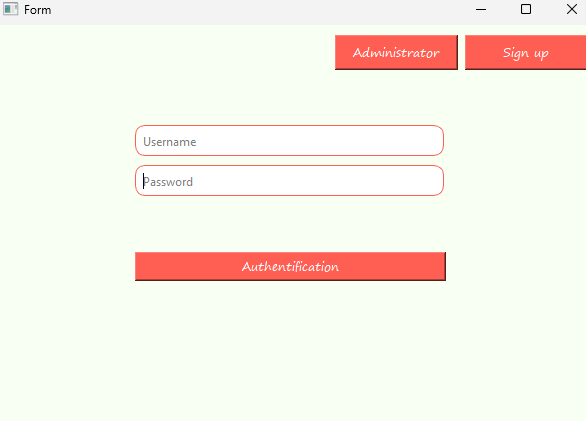 Form
Administrator Sign up
Username
Password
Authentification